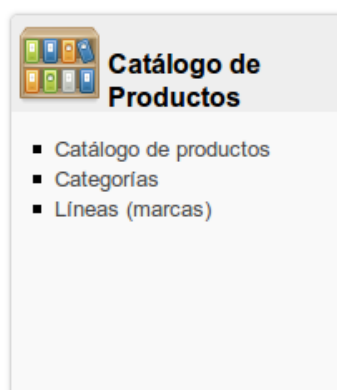 Catálogo de
Productos
Catálogo de productos
Categorías
Líneas (marcas)